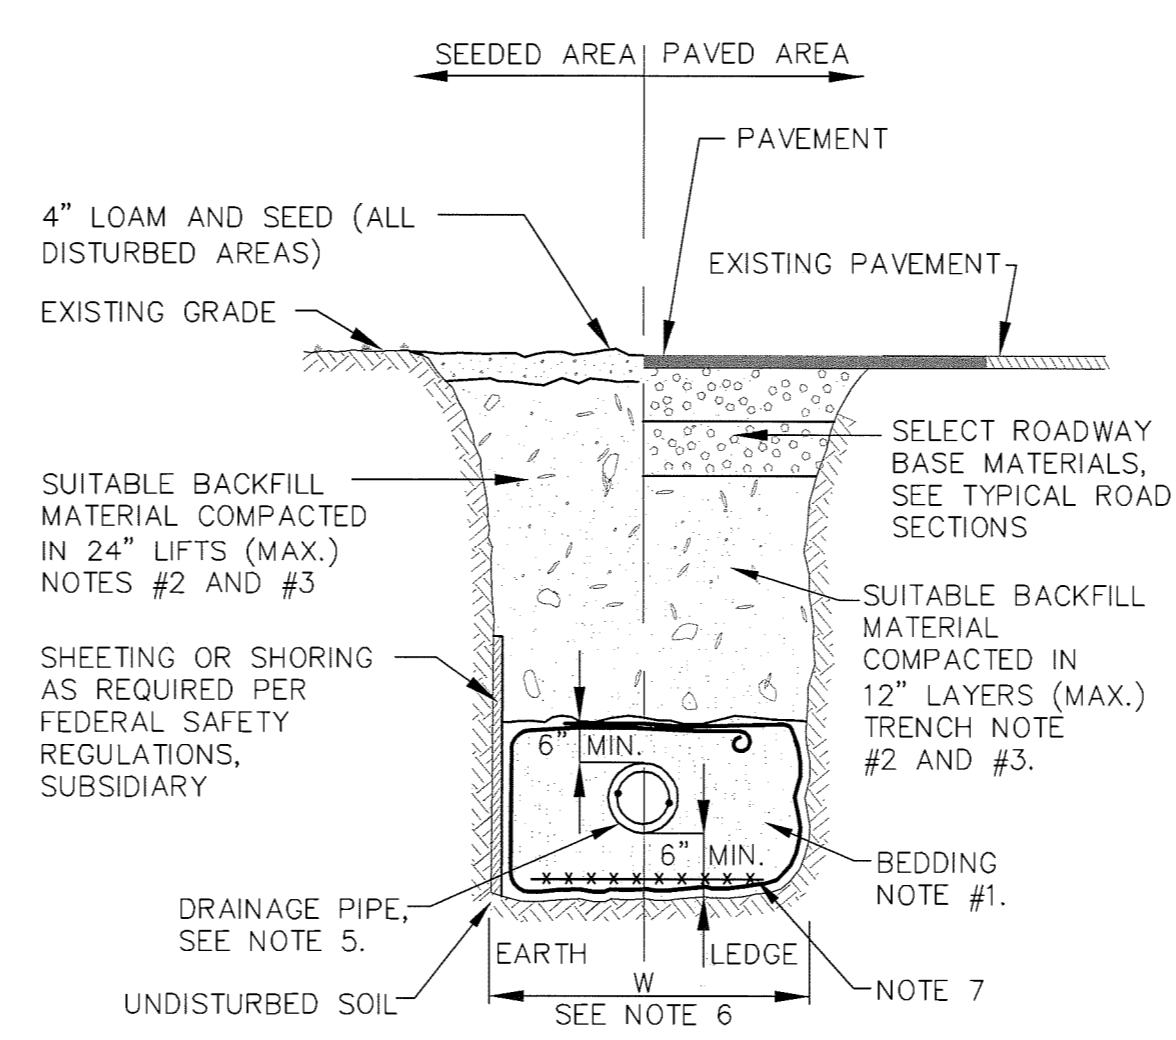 SEEDED AREA
PAVED AREA
PAVEMENT
4" LOAM AND SEED (ALL
DISTURBED AREAS)
EXISTING PAVEMENT
EXISTING GRADE
SELECT ROADWAY
BASE MATERIALS,
SEE TYPICAL ROAD
SECTIONS
SUITABLE BACKFILL
MATERIAL COMPACTED
IN 24" LIFTS (MAX.)
NOTES #2 AND #3
SUITABLE BACKFILL
MATERIAL
COMPACTED IN
12" LAYERS (MAX.)
TRENCH NOTE
#2 AND #3.
SHEETING OR SHORING
AS REQUIRED PER
FEDERAL SAFETY
REGULATIONS,
SUBSIDIARY
6" MIN.
6" MIN.
BEDDING
NOTE #1.
DRAINAGE PIPE,
SEE NOTE 5.
EARTH
LEDGE
NOTE 7
UNDISTURBED SOIL
W
SEE NOTE 6